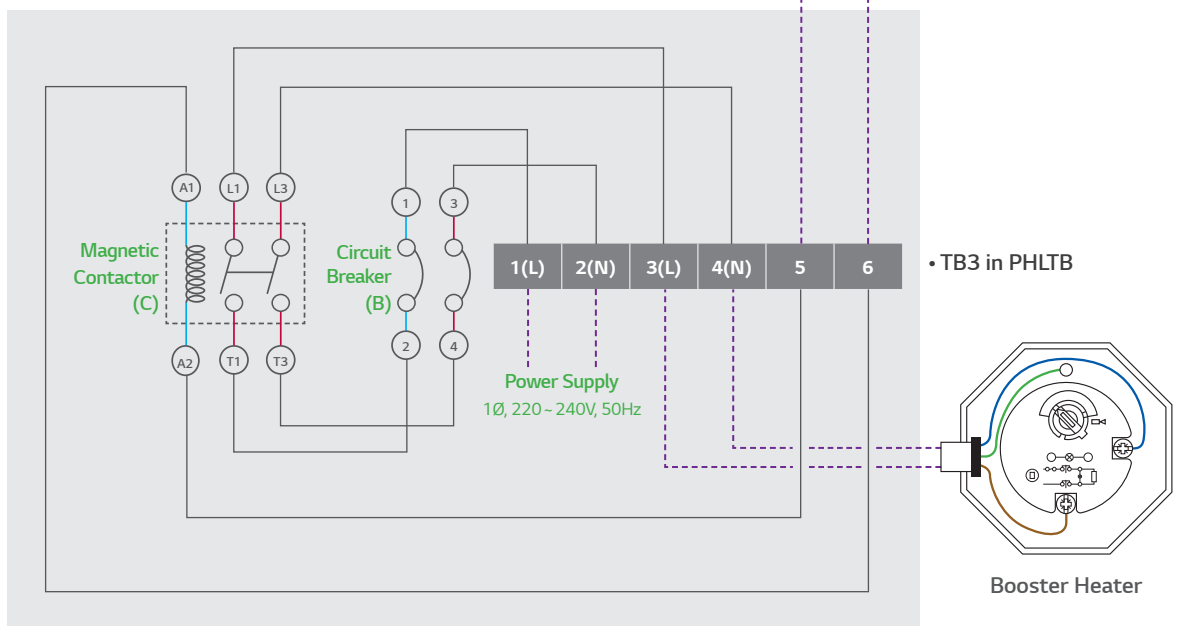 A1
L1
L3
1
3
Magnetic
Contactor
(C)
Circuit
Breaker
(B)
1(L)
2(N)
3(L)
4(N)
5
6
• TB3 in PHLTB
A2
T1
T3
2
4
Power Supply
1Ø, 220 ~ 240V, 50Hz
Booster Heater